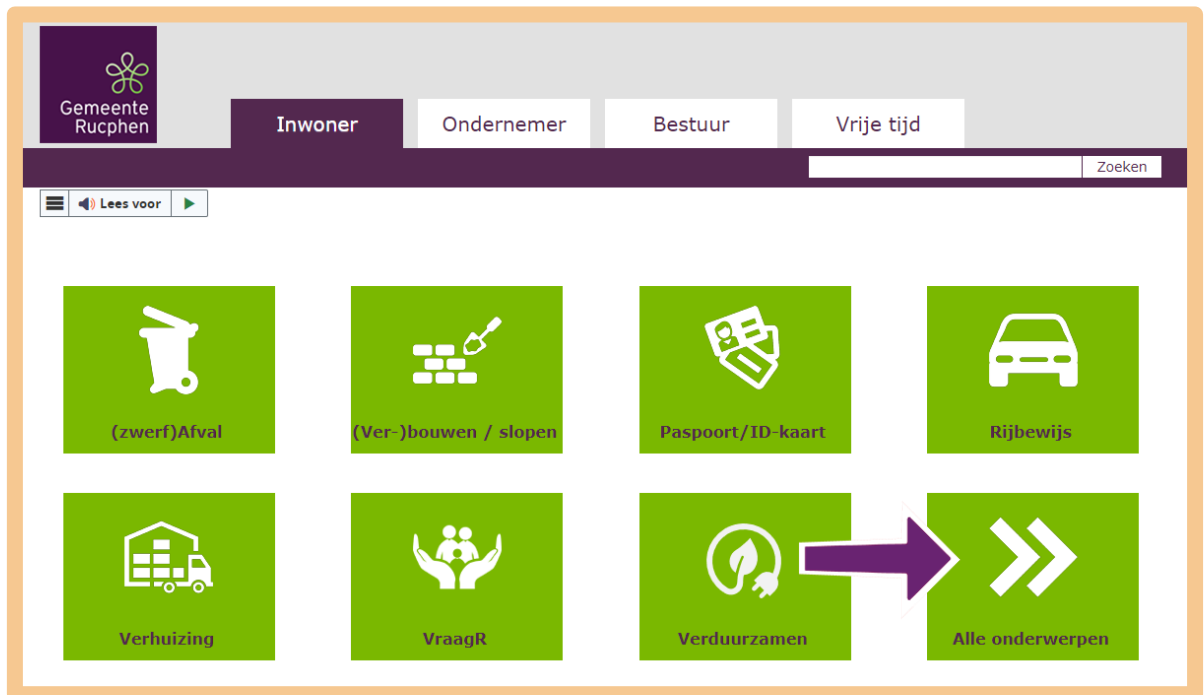 Gemeente
Rucphen
Inwoner
Ondernemer
Bestuur
Vrije tijd
Zoeken
Lees voor
(zwerf)Afval
(Ver-)bouwen / slopen
Paspoort/ID-kaart
Rijbewijs
Verhuizing
VraagR
Verduurzamen
Alle onderwerpen